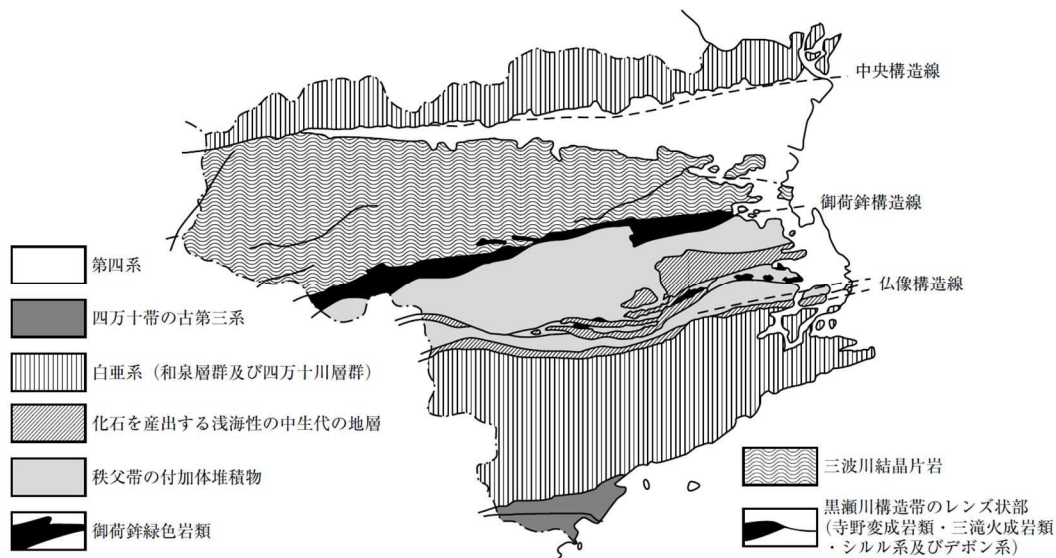 中央構造線
御荷鉾構造線
仏像構造線
第四系
四万十帯の古第三系
白亜系（和泉層群及び四万十川層群）
化石を産出する浅海性の中生代の地層
秩父帯の付加体堆積物
御荷鉾緑色岩類
三波川結晶片岩
黒瀬川構造帯のレンズ状部
(寺野変成岩類・三滝火成岩類
・シルル系及びデボン系）